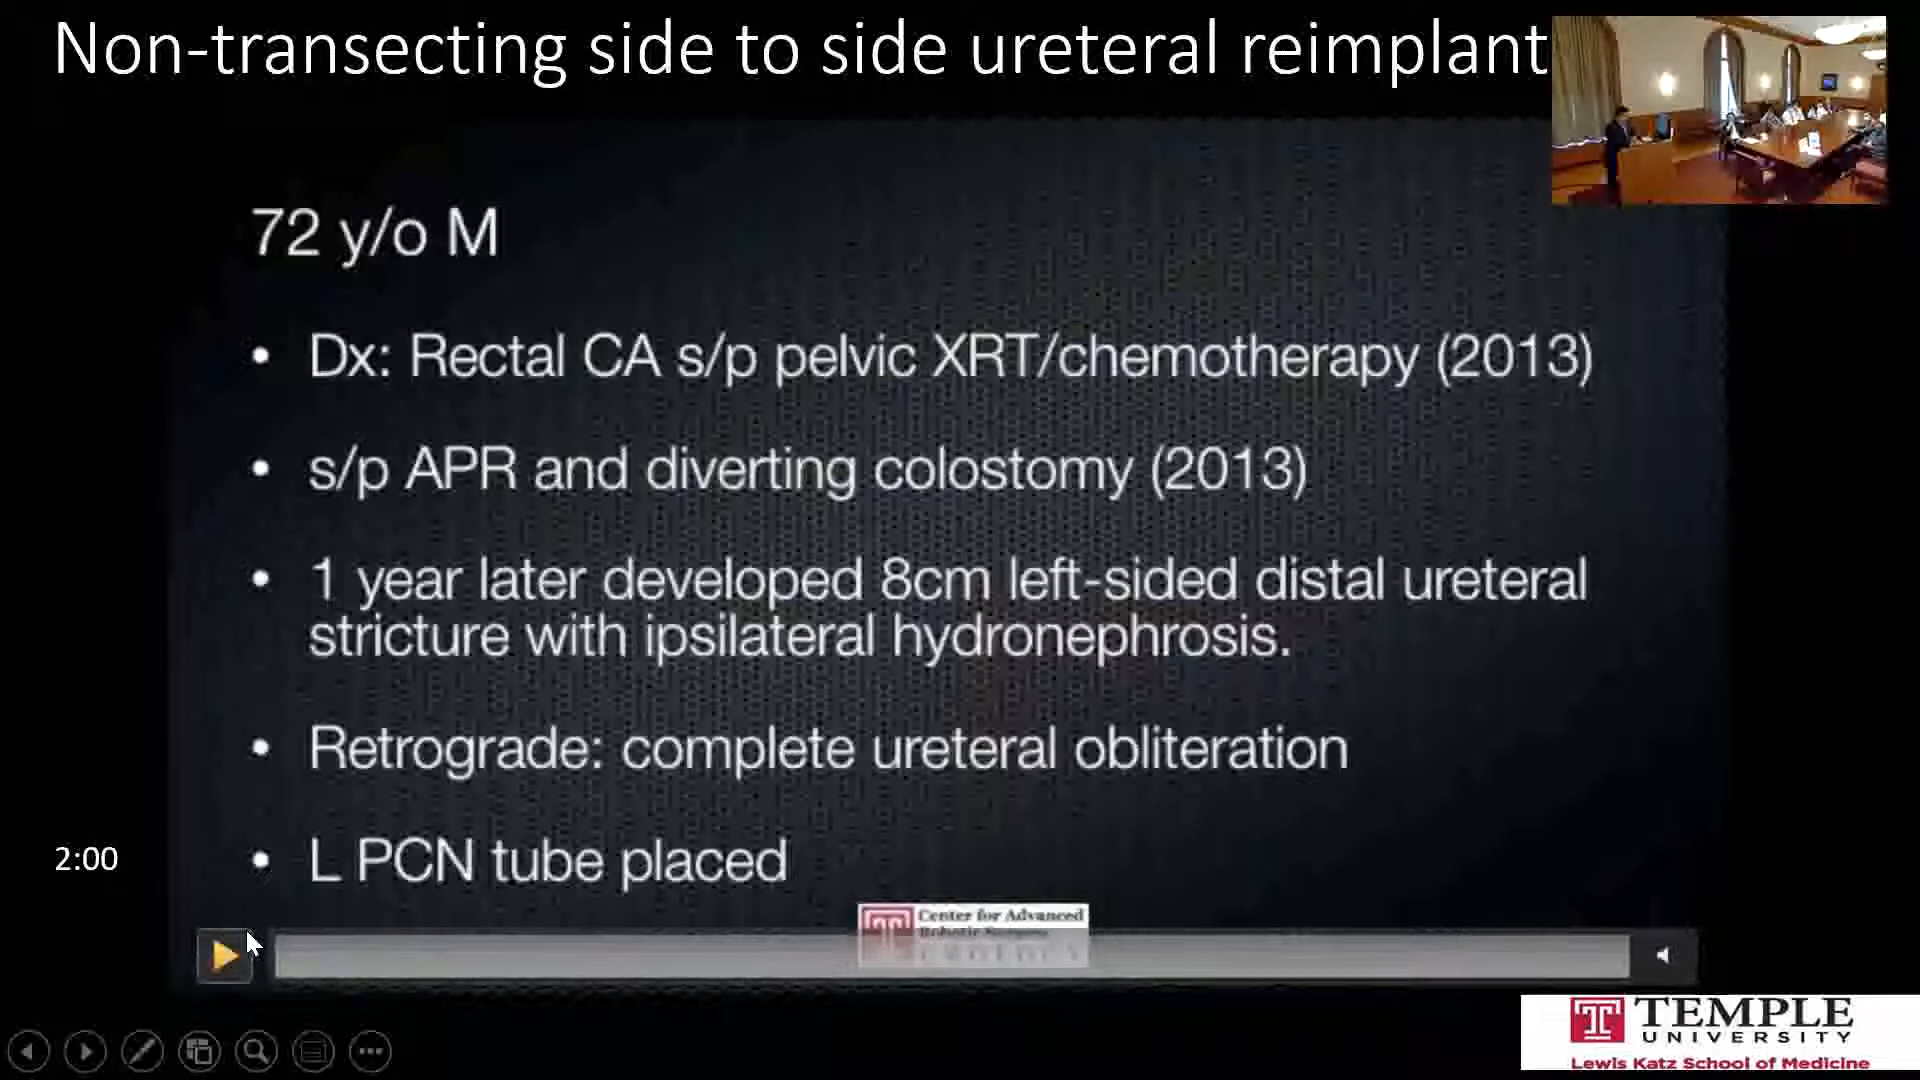 Non-transecting side to side ureteral reimplant
72 y/o M
• Dx: Rectal CA s/p pelvic XRT/chemotherapy (2013)
• s/p APR and diverting colostomy (2013)
• 1 year later developed 8cm left-sided distal ureteral
stricture with ipsilateral hydronephrosis.
• Retrograde: complete ureteral obliteration
• L PCN tube placed
2:00
Center for Advanced
Robotic Surgery
TEMPLE
UNIVERSITY
Lewis Katz School of Medicine